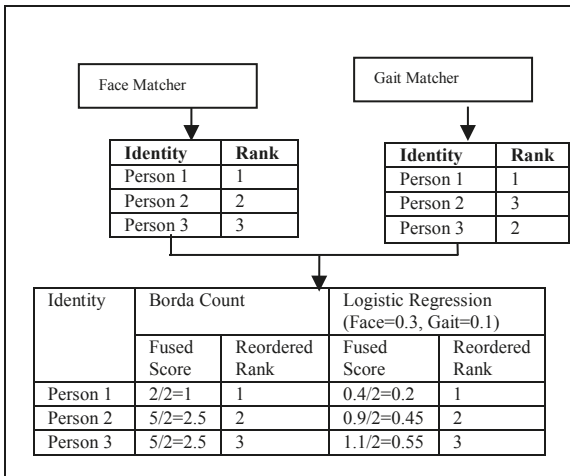 Face Matcher
Gait Matcher
Identity Rank
Person 1 1
Person 2 2
Person 3 3
Identity Rank
Person 1 1
Person 2 3
Person 3 2
Identity Borda Count Logistic Regression
(Face=0.3, Gait=0.1)
Fused Reordered Fused Reordered
Score Rank Score Rank
Person 1 2/2=1 1 0.4/2=0.2 1
Person 2 5/2=2.5 2 0.9/2=0.45 2
Person 3 5/2=2.5 3 1.1/2=0.55 3